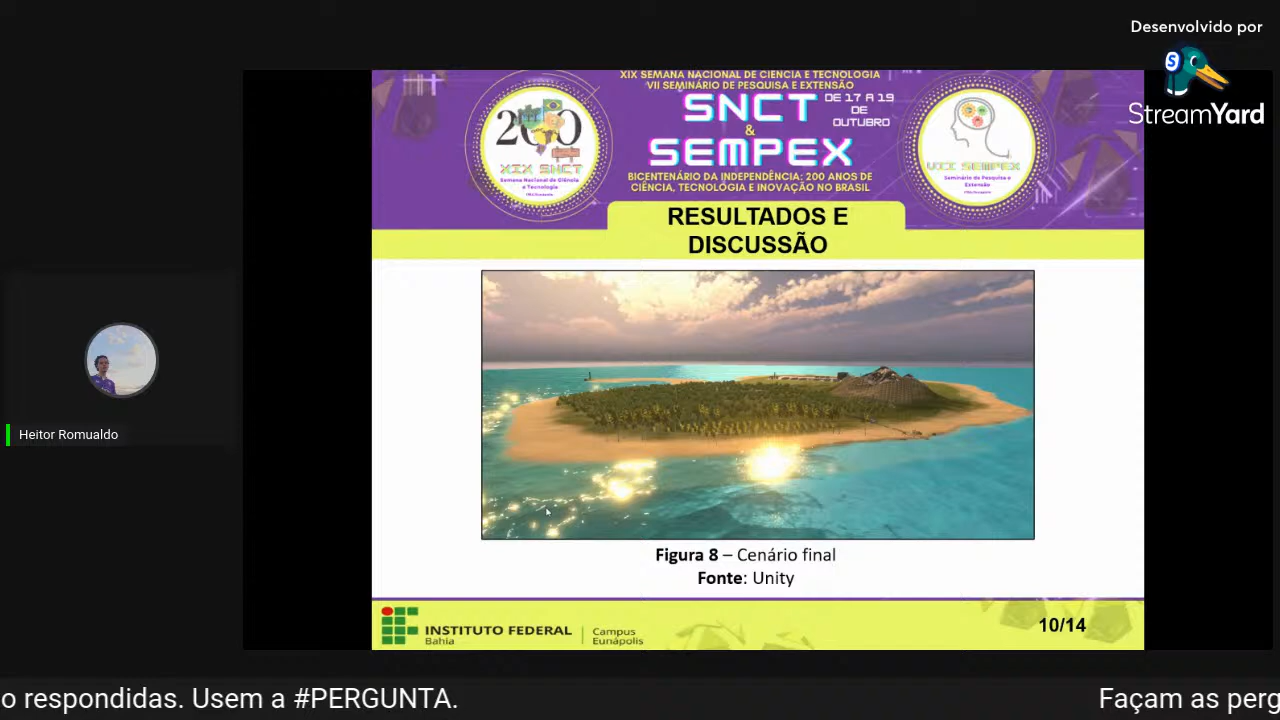 Desenvolvido por
StreamYard
XIX SEMANA NACIONAL DE CIÊNCIA E TECNOLOGIA
VII SEMINÁRIO DE PESQUISA E EXTENSÃO
SNCT
DE 17 A 19
DE
OUTUBRO
&
SEMPEX
BICENTENÁRIO DA INDEPENDÊNCIA: 200 ANOS DE
CIÊNCIA, TECNOLOGIA E INOVAÇÃO NO BRASIL
200
XIX SNCT
Semana Nacional de Ciência
e Tecnologia
VII SEMPEX
Seminário de Pesquisa e
Extensão
RESULTADOS E
DISCUSSÃO
Heitor Romualdo
Figura 8 – Cenário final
Fonte: Unity
INSTITUTO FEDERAL
Bahia
Campus
Eunápolis
10/14
o respondidas. Usem a #PERGUNTA.
Façam as perg